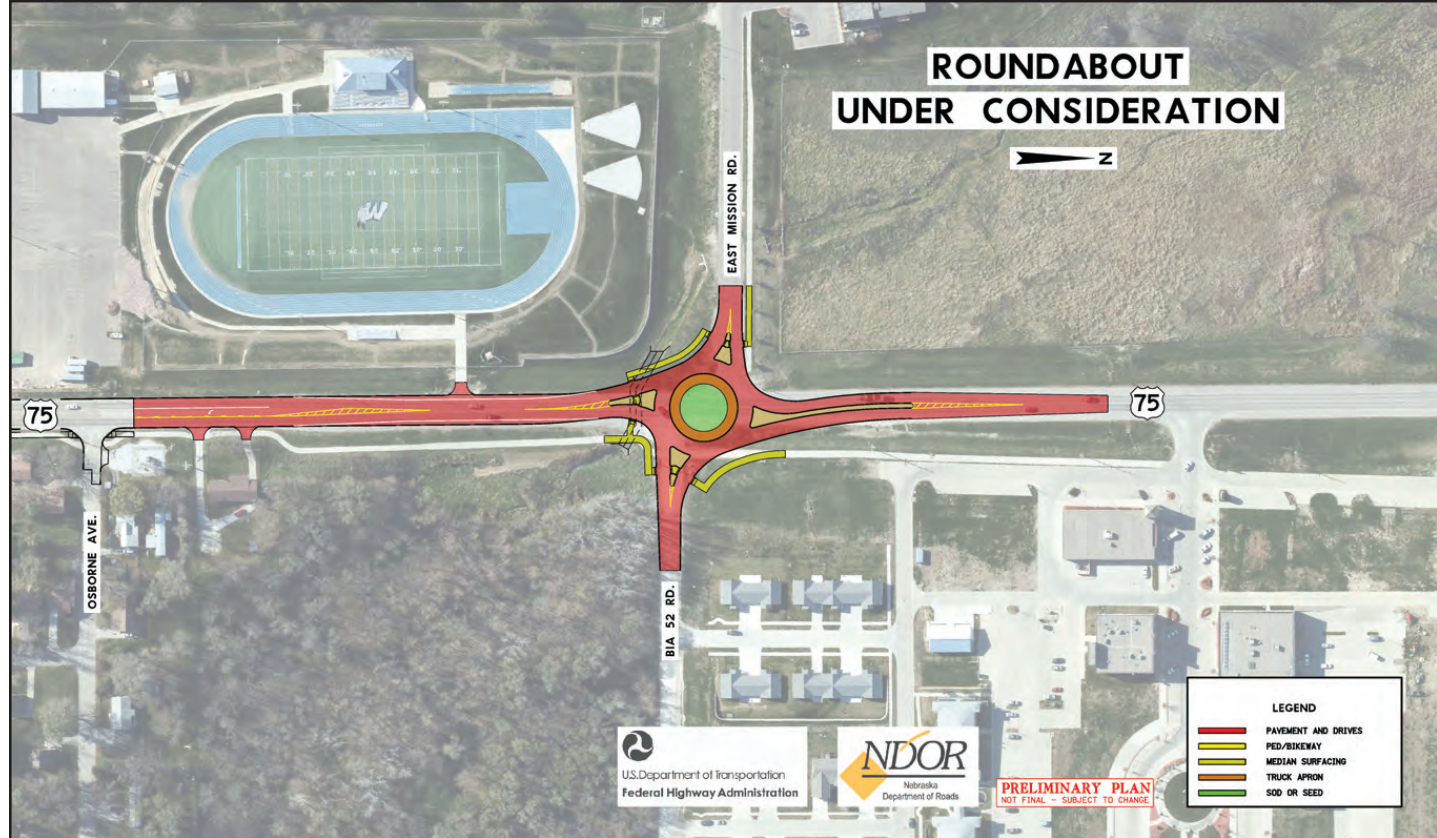 ROUNDABOUT
UNDER CONSIDERATION
N
EAST MISSION RD.
75
75
OSBORNE AVE.
BIA 52 RD.
U.S.Department of Transportation
Federal Highway Administration
NDOR
Nebraska
Department of Roads
PRELIMINARY PLAN
NOT FINAL - SUBJECT TO CHANGE
LEGEND
PAVEMENT AND DRIVES
PED/BIKEWAY
MEDIAN SURFACING
TRUCK APRON
SOD OR SEED